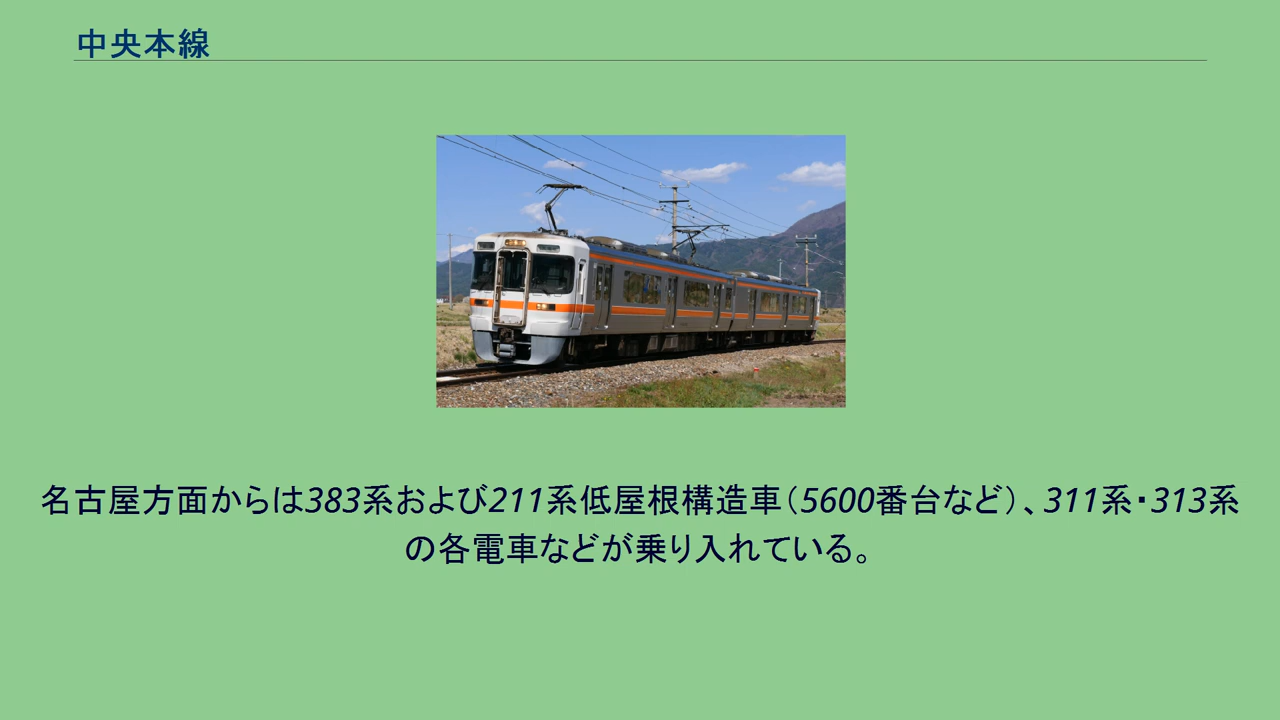 中央本線
名古屋方面からは383系および211系低屋根構造車（5600番台など）、311系・313系
の各電車などが乗り入れている。